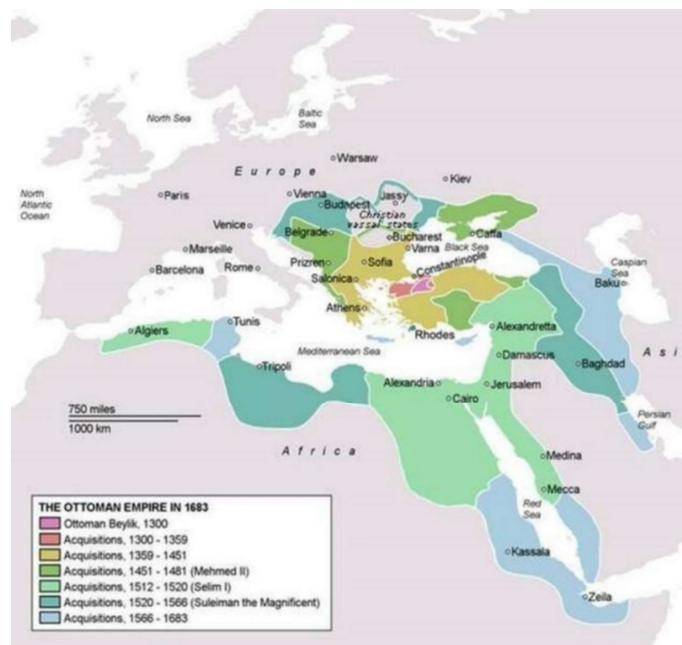 North Sea
Baltic
Sea
Warsaw
Europe
Kiev
North
Atlantic
Ocean
Paris
Vienna
Budapest
Jassy
Christian
vassal states
Venice
Belgrade
Bucharest
Caffa
Black Sea
Varna
Marseille
Prizren
Sofia
Constantinople
Caspian
Sea
Barcelona
Rome
Salonica
Baku
Athens
Algiers
Tunis
Rhodes
Alexandretta
Asi
Mediterranean Sea
Damascus
Tripoli
Baghdad
Alexandria
Jerusalem
Cairo
750 miles
1000 km
Persian
Gulf
Africa
Medina
Mecca
Red
Sea
Kassala
Zeila
THE OTTOMAN EMPIRE IN 1683
Ottoman Beylik, 1300
Acquisitions, 1300 - 1359
Acquisitions, 1359 - 1451
Acquisitions, 1451 - 1481 (Mehmed II)
Acquisitions, 1512 - 1520 (Selim I)
Acquisitions, 1520 - 1566 (Suleiman the Magnificent)
Acquisitions, 1566 - 1683